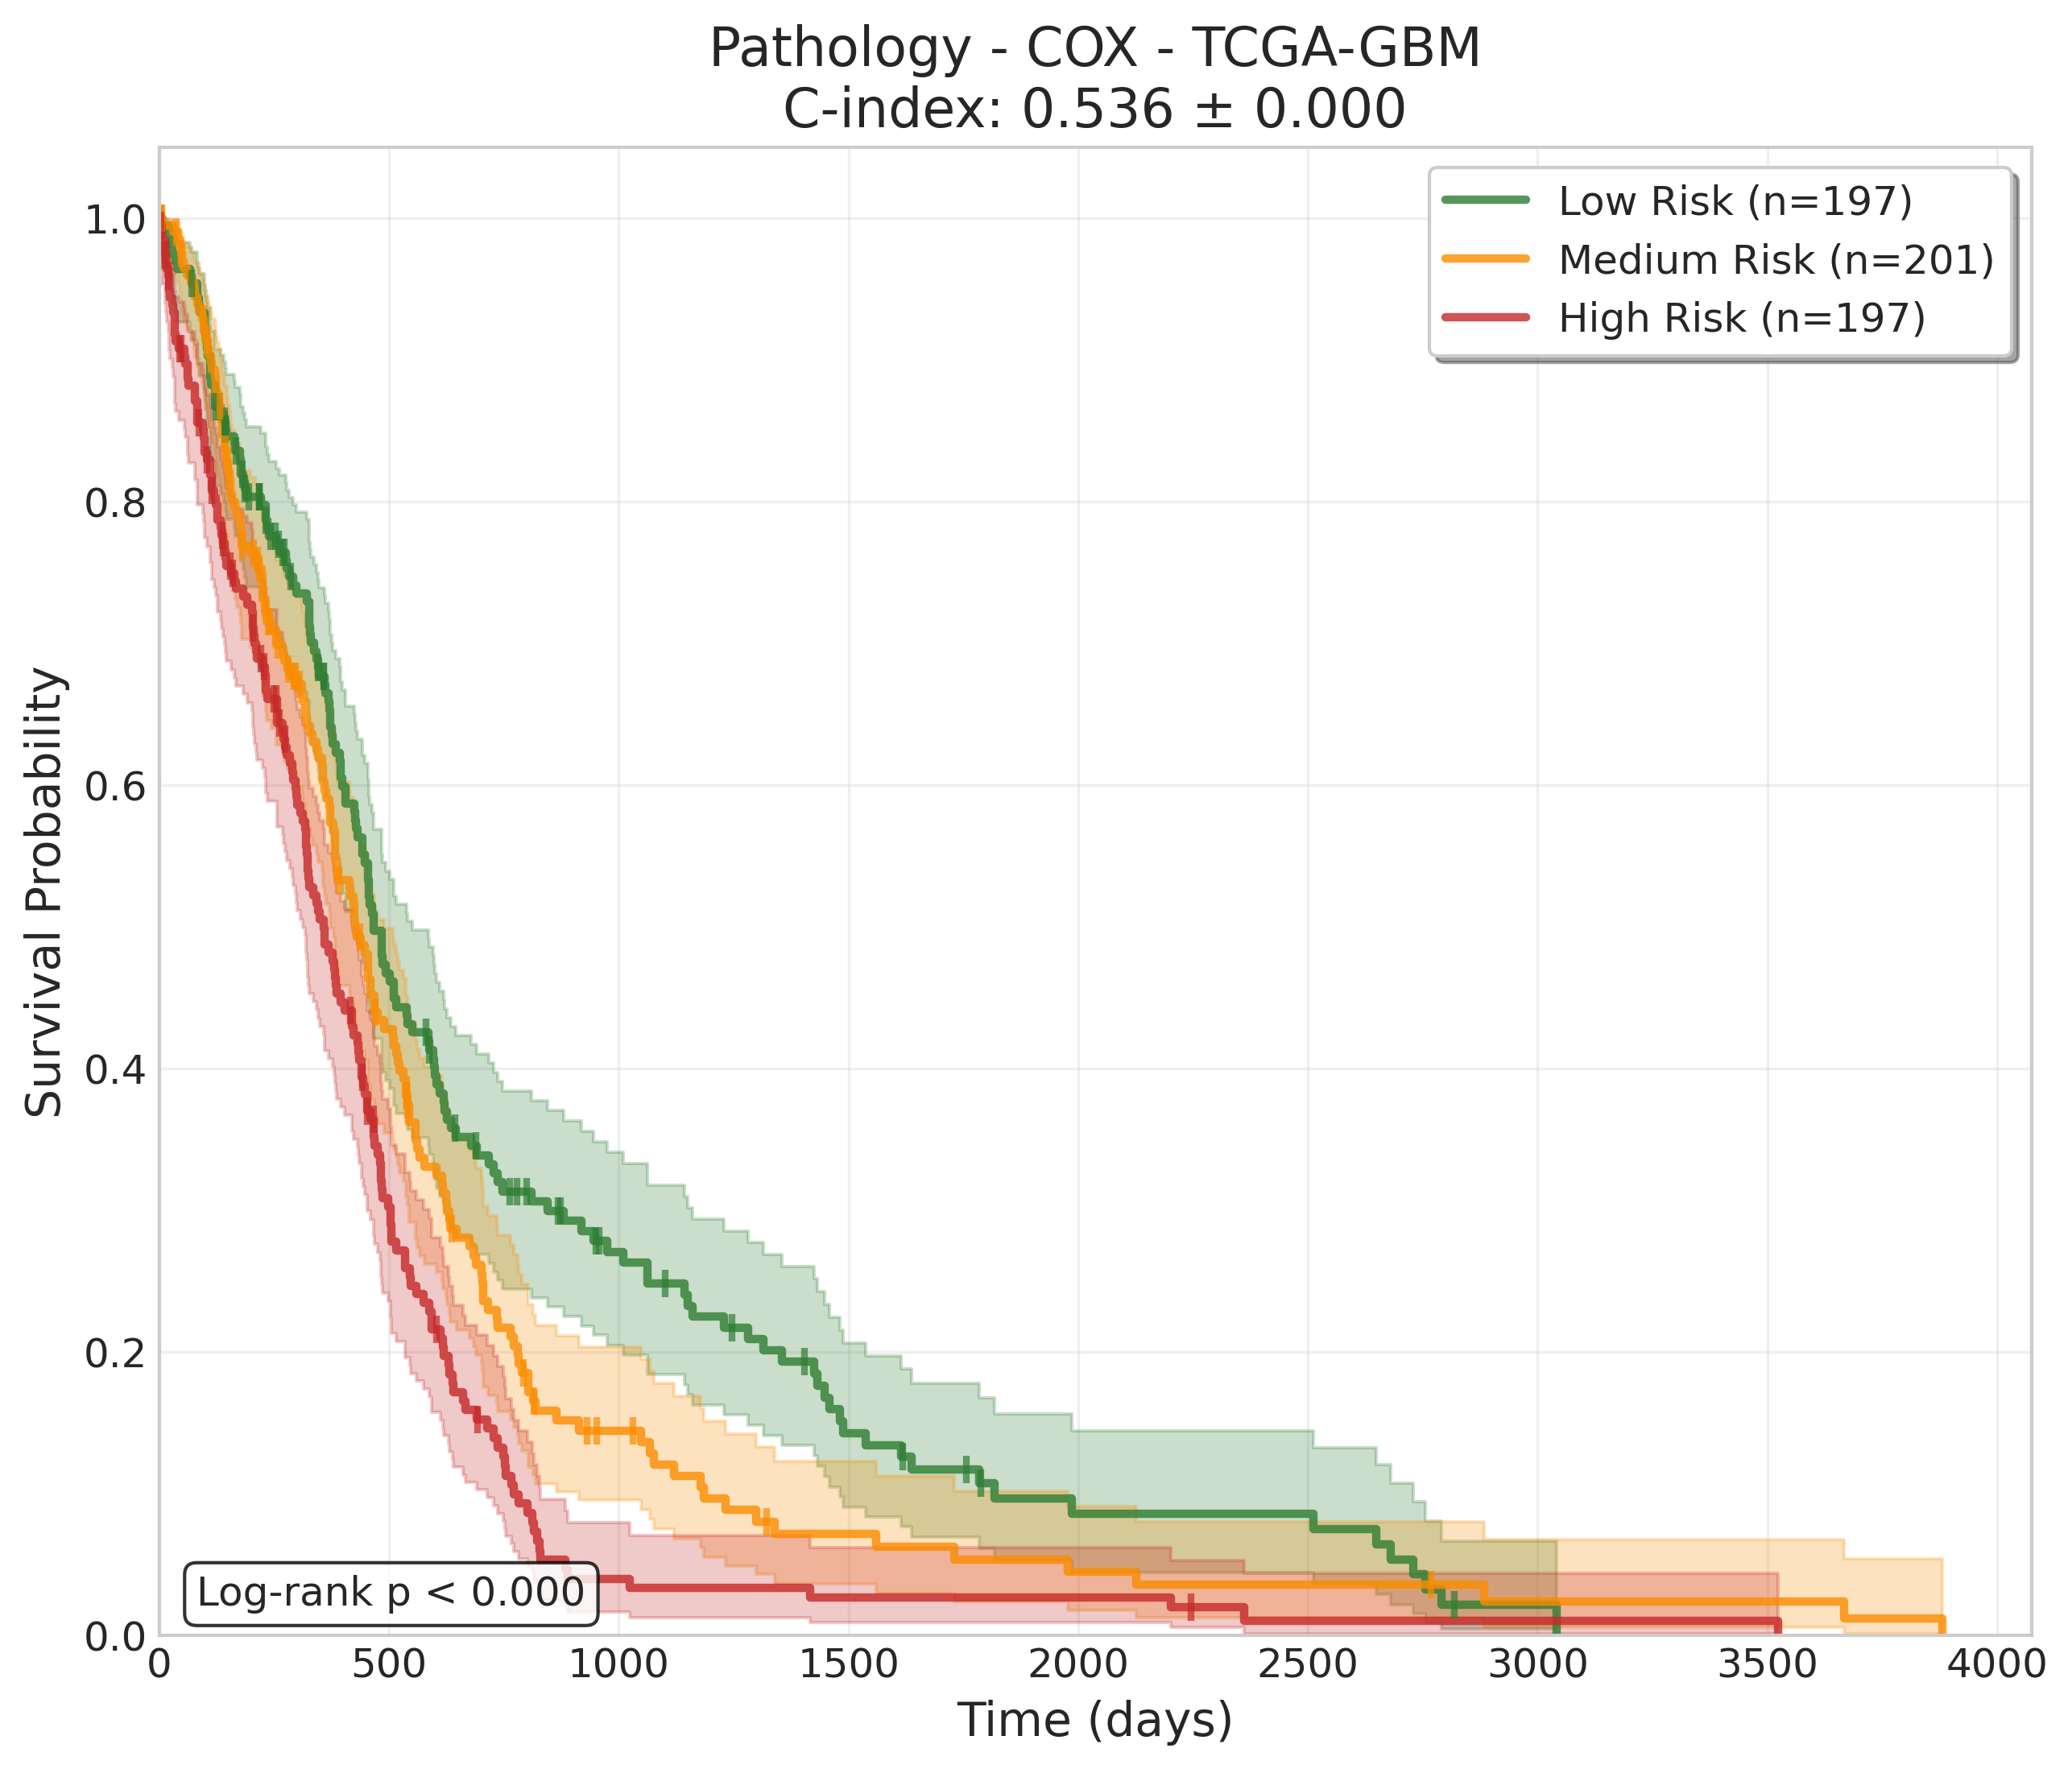 Pathology - COX - TCGA-GBM
C-index: 0.536 ± 0.000
Low Risk (n=197)
Medium Risk (n=201)
High Risk (n=197)
Survival Probability
1.0
0.8
0.6
0.4
0.2
0.0
Log-rank p < 0.000
0 500 1000 1500 2000 2500 3000 3500 4000
Time (days)